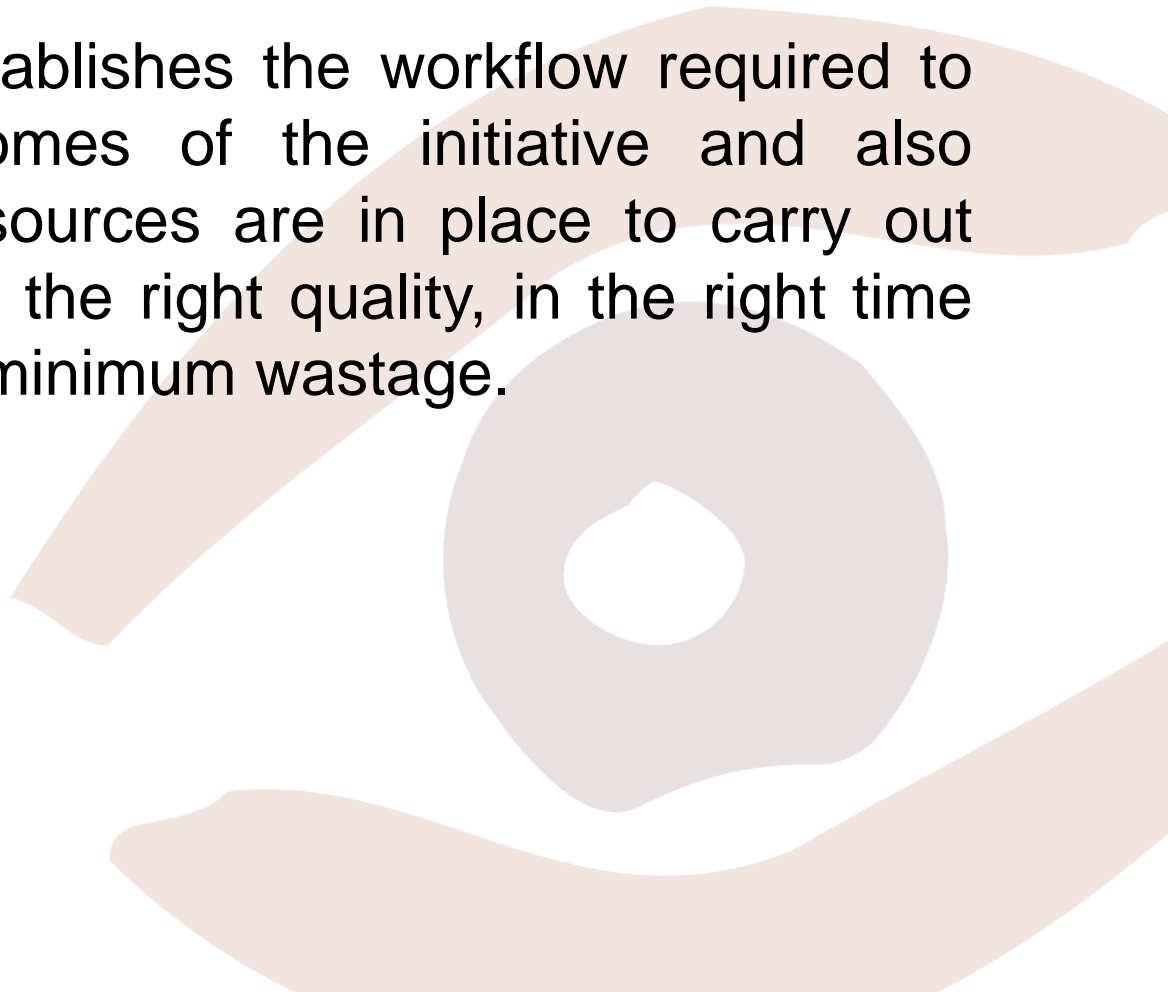 ablishes the workflow required to
omes of the initiative and also
sources are in place to carry out
the right quality, in the right time
minimum wastage.